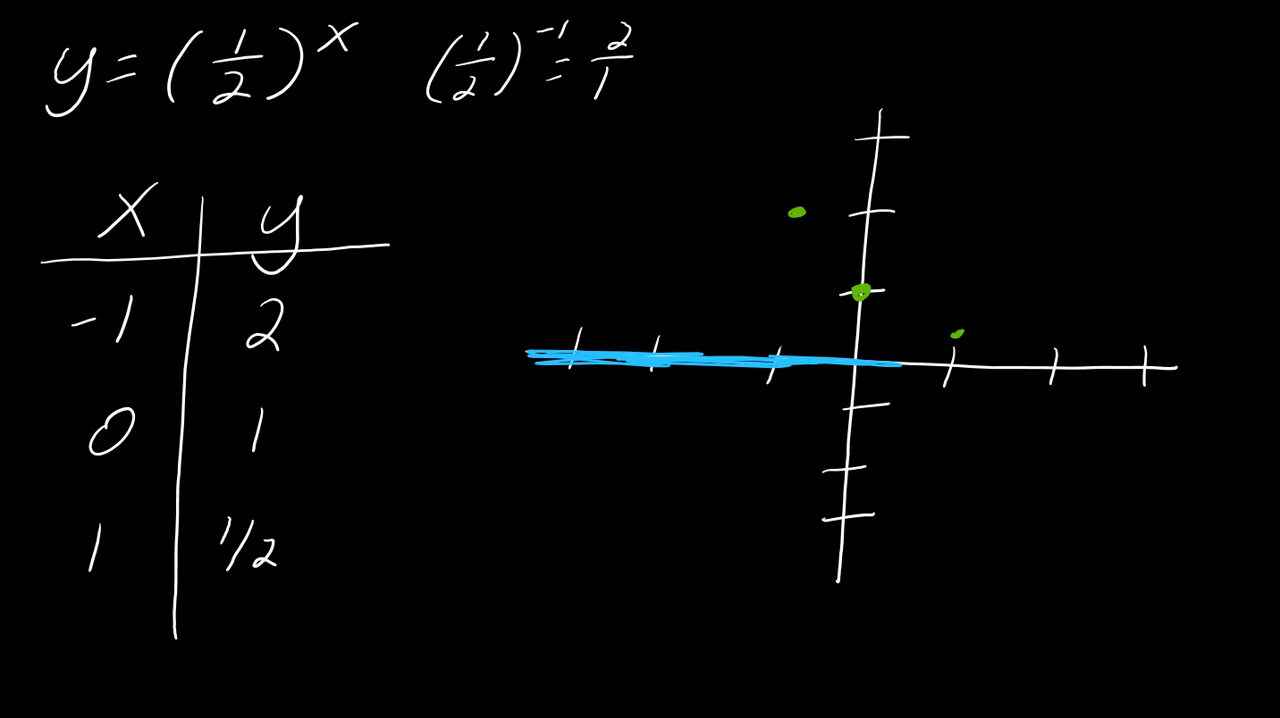 y = (1/2)^x   (1/2)^-1 = 2/1
x y
-1 2
0 1
1 1/2